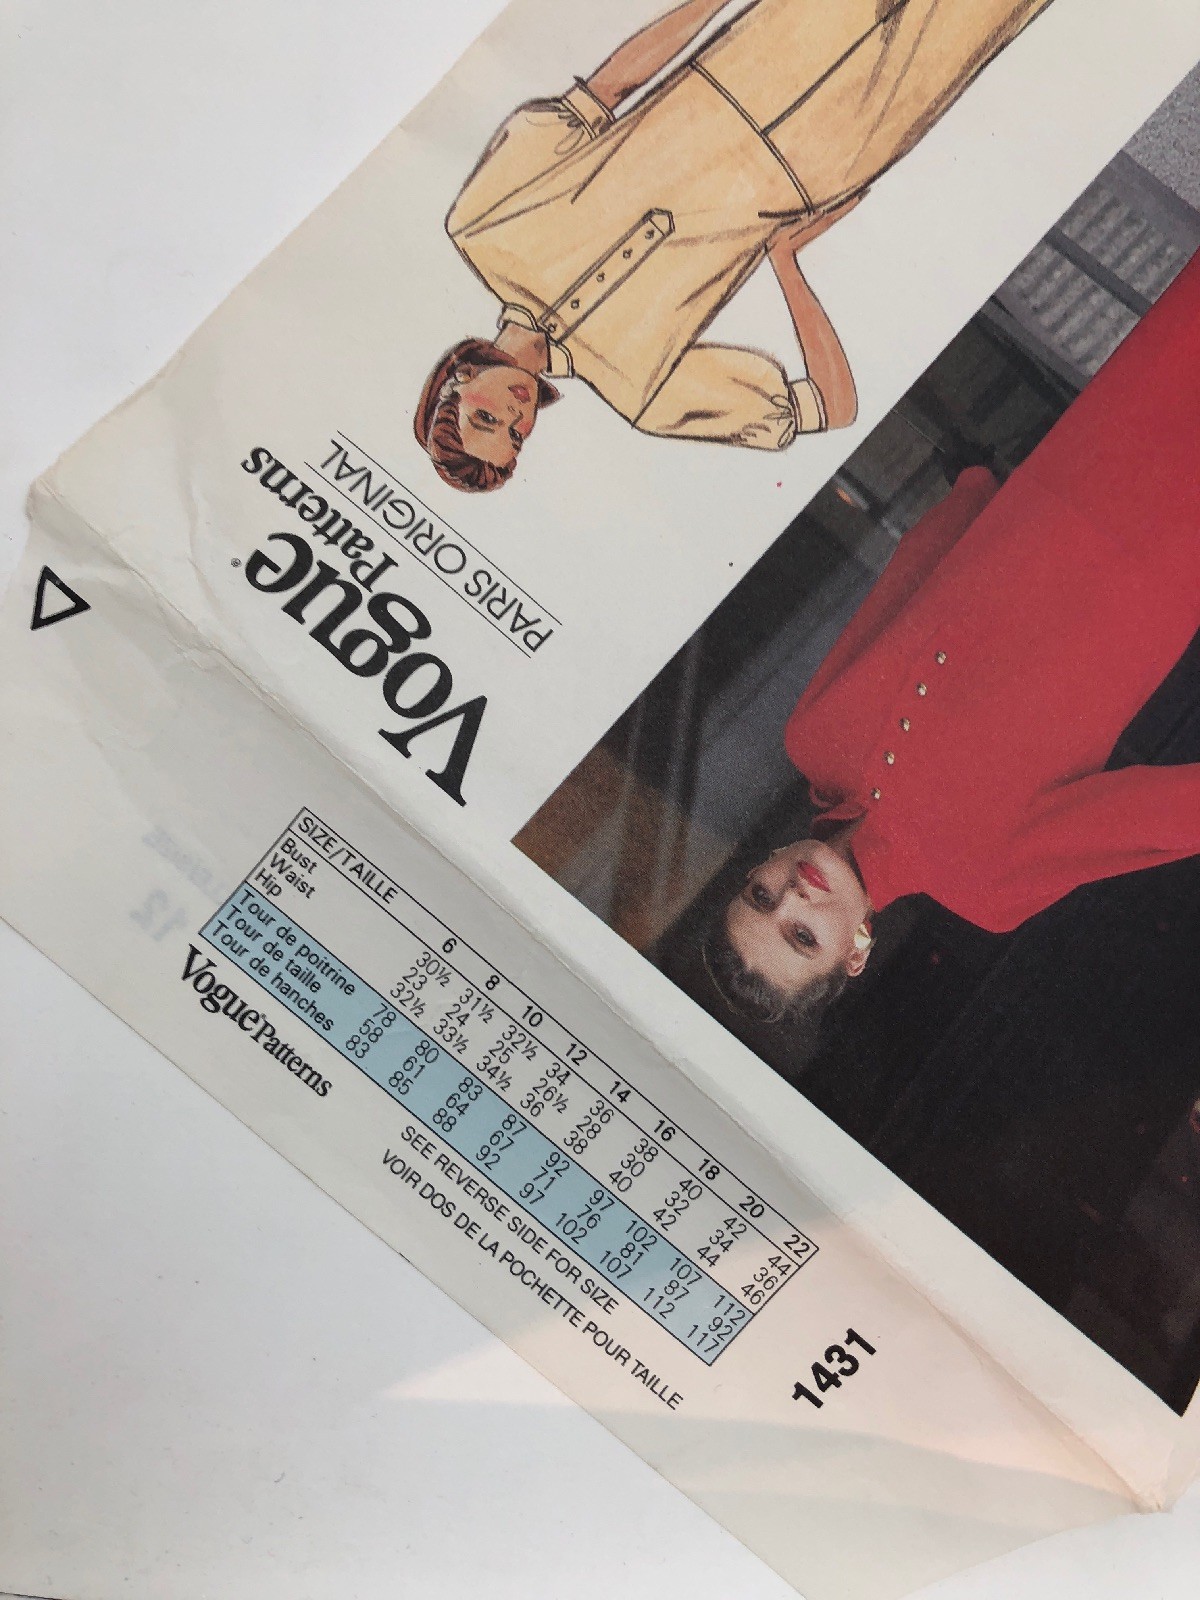 PARIS ORIGINAL
Vogue
Patterns®
SIZE/TAILLE 6 8 10 12 14 16 18 20 22
Bust 30½ 31½ 32½ 34 36 38 40 42 44
Waist 23 24 25 26½ 28 30 32 34 36
Hip 32½ 33½ 34½ 36 38 40 42 44 46
Tour de poitrine 78 80 83 87 92 97 102 107 112
Tour de taille 58 61 64 67 71 76 81 87 92
Tour de hanches 83 85 88 92 97 102 107 112 117
Vogue® Patterns
SEE REVERSE SIDE FOR SIZE
VOIR DOS DE LA POCHETTE POUR TAILLE
1431
12